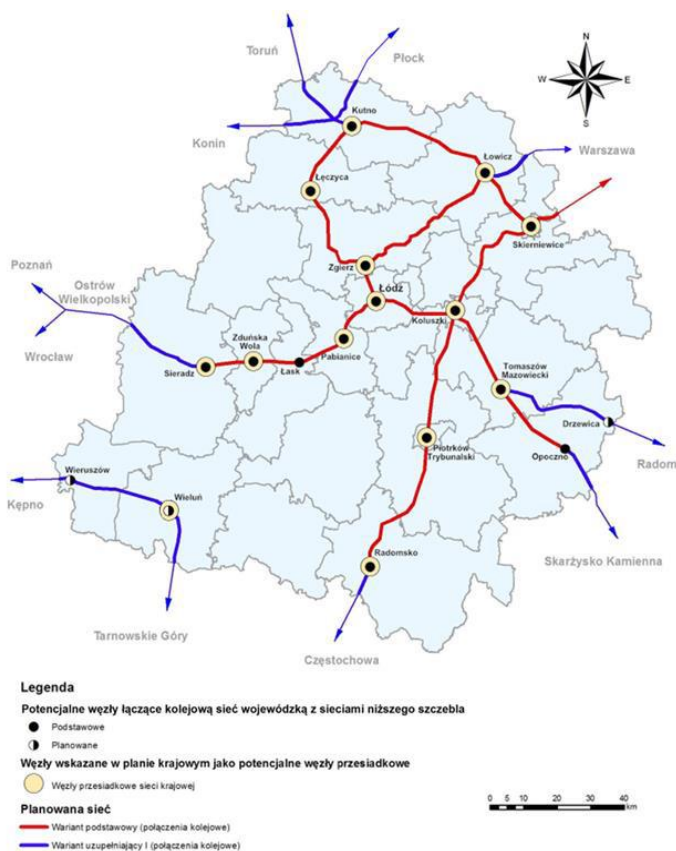 N
W
E
S
Toruń
Płock
Kutno
Konin
Łowicz
Warszawa
Łęczyca
Skierniewice
Zgierz
Poznań
Łódź
Ostrów
Wielkopolski
Koluszki
Zduńska
Wola
Pabianice
Wrocław
Sieradz
Łask
Tomaszów
Mazowiecki
Drzewica
Piotrków
Trybunalski
Opoczno
Radom
Wieruszów
Wieluń
Kępno
Radomsko
Skarżysko Kamienna
Tarnowskie Góry
Częstochowa
Legenda
Potencjalne węzły łączące kolejową sieć wojewódzką z sieciami niższego szczebla
Podstawowe
Planowane
Węzły wskazane w planie krajowym jako potencjalne węzły przesiadkowe
Węzły przesiadkowe sieci krajowej
Planowana sieć
Wariant podstawowy (połączenia kolejowe)
Wariant uzupełniający I (połączenia kolejowe)
0 5 10 20 30 40
km